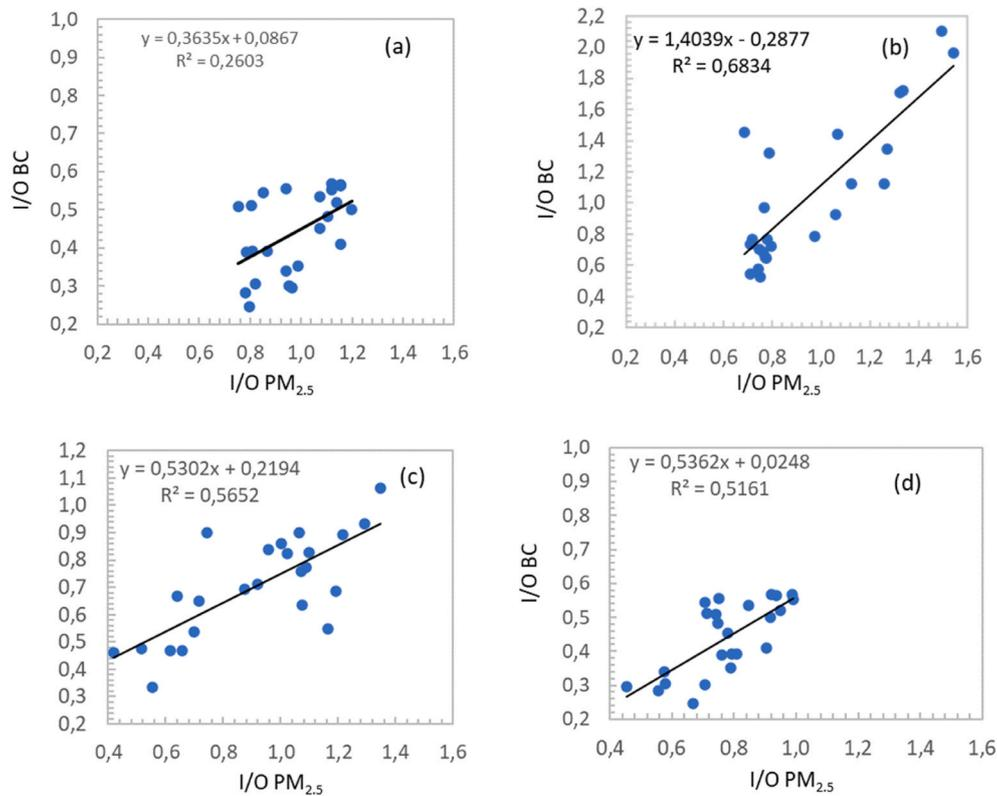 y = 0,3635x + 0,0867
R² = 0,2603
(a)
1,0
0,9
0,8
0,7
0,6
0,5
0,4
0,3
0,2
I/O BC
0,2 0,4 0,6 0,8 1,0 1,2 1,4 1,6
I/O PM2.5
y = 1,4039x - 0,2877
R² = 0,6834
(b)
2,2
2,0
1,8
1,6
1,4
1,2
1,0
0,8
0,6
0,4
0,2
I/O BC
0,2 0,4 0,6 0,8 1,0 1,2 1,4 1,6
I/O PM2.5
y = 0,5302x + 0,2194
R² = 0,5652
(c)
1,2
1,1
1,0
0,9
0,8
0,7
0,6
0,5
0,4
0,3
0,2
I/O BC
0,4 0,6 0,8 1,0 1,2 1,4 1,6
I/O PM2.5
y = 0,5362x + 0,0248
R² = 0,5161
(d)
1,0
0,9
0,8
0,7
0,6
0,5
0,4
0,3
0,2
I/O BC
0,4 0,6 0,8 1,0 1,2 1,4 1,6
I/O PM2.5